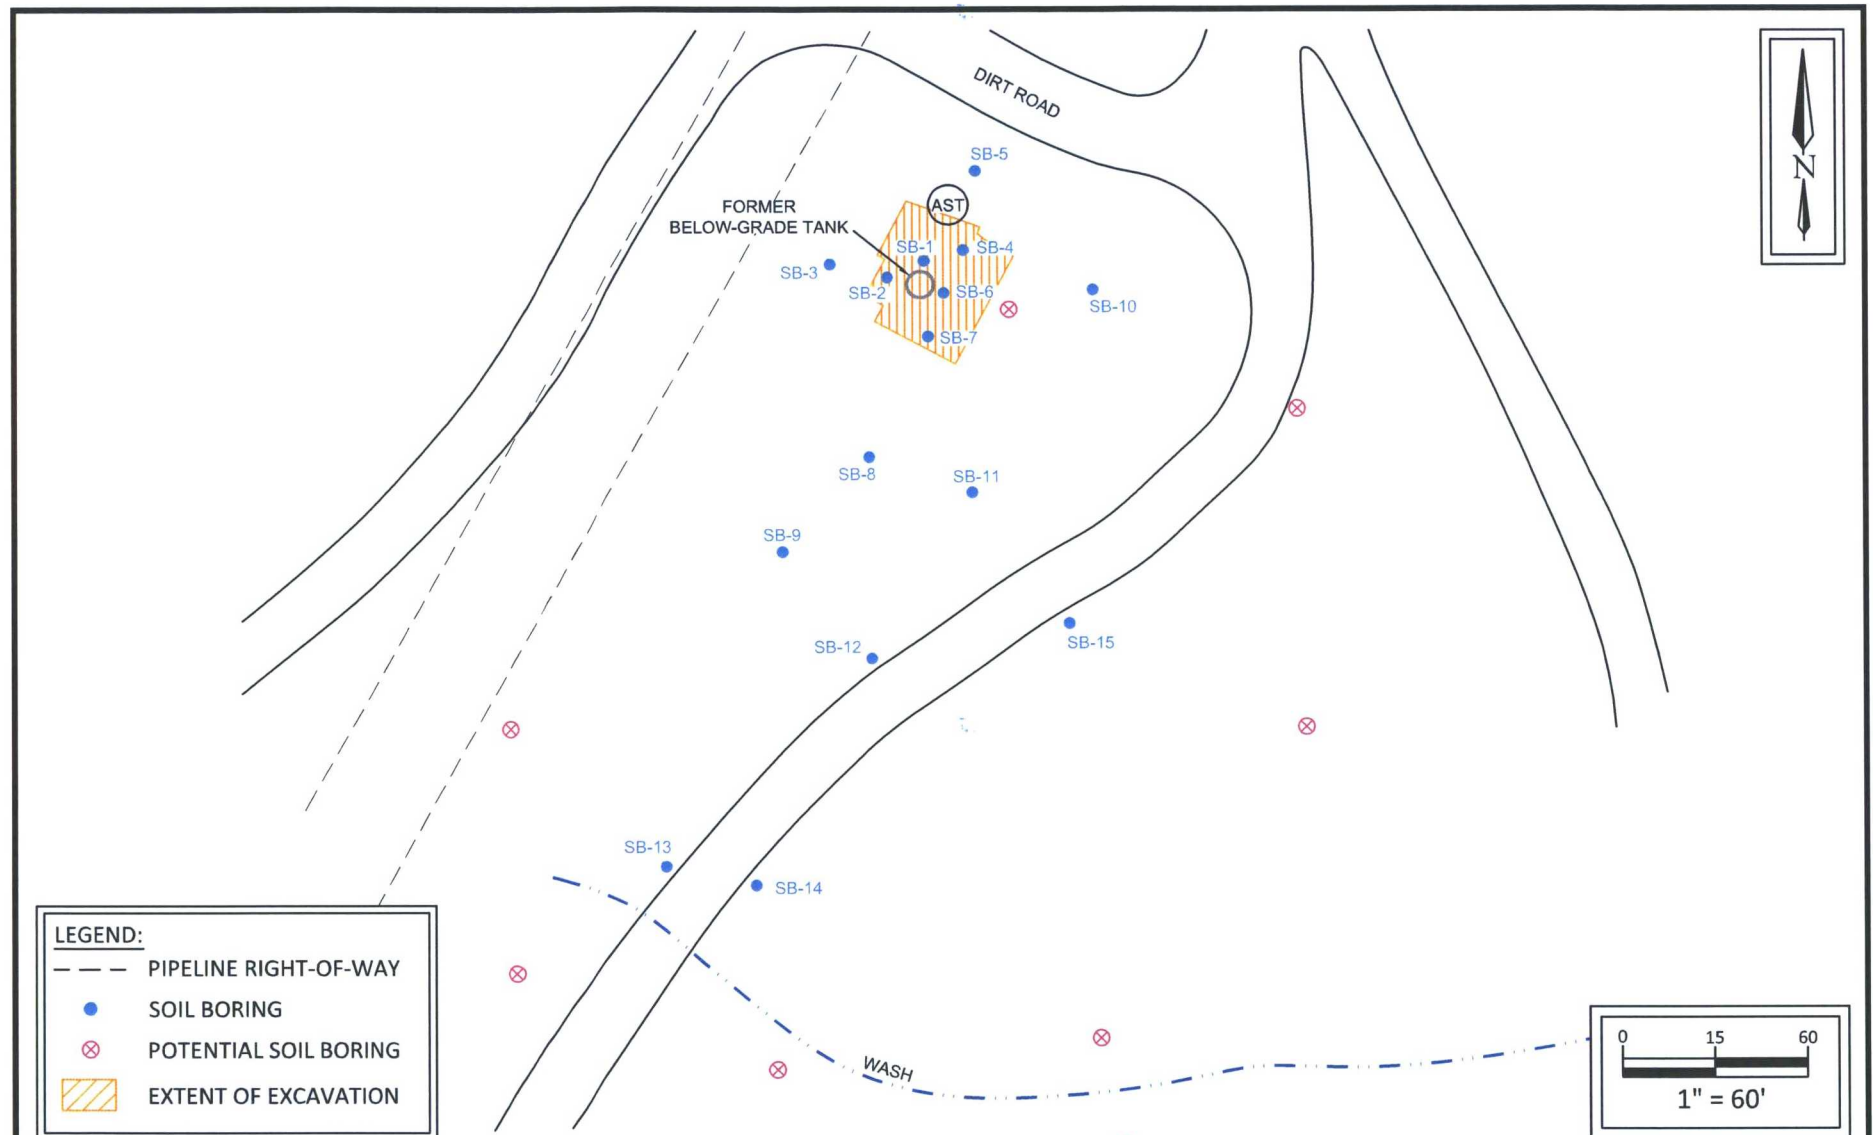 DIRT ROAD
N
SB-5
AST
FORMER
BELOW-GRADE TANK
SB-1
SB-4
SB-3
SB-2
SB-6
SB-10
SB-7
SB-8
SB-11
SB-9
SB-12
SB-15
SB-13
SB-14
WASH
LEGEND:
PIPELINE RIGHT-OF-WAY
SOIL BORING
POTENTIAL SOIL BORING
EXTENT OF EXCAVATION
0 15 60
1" = 60'